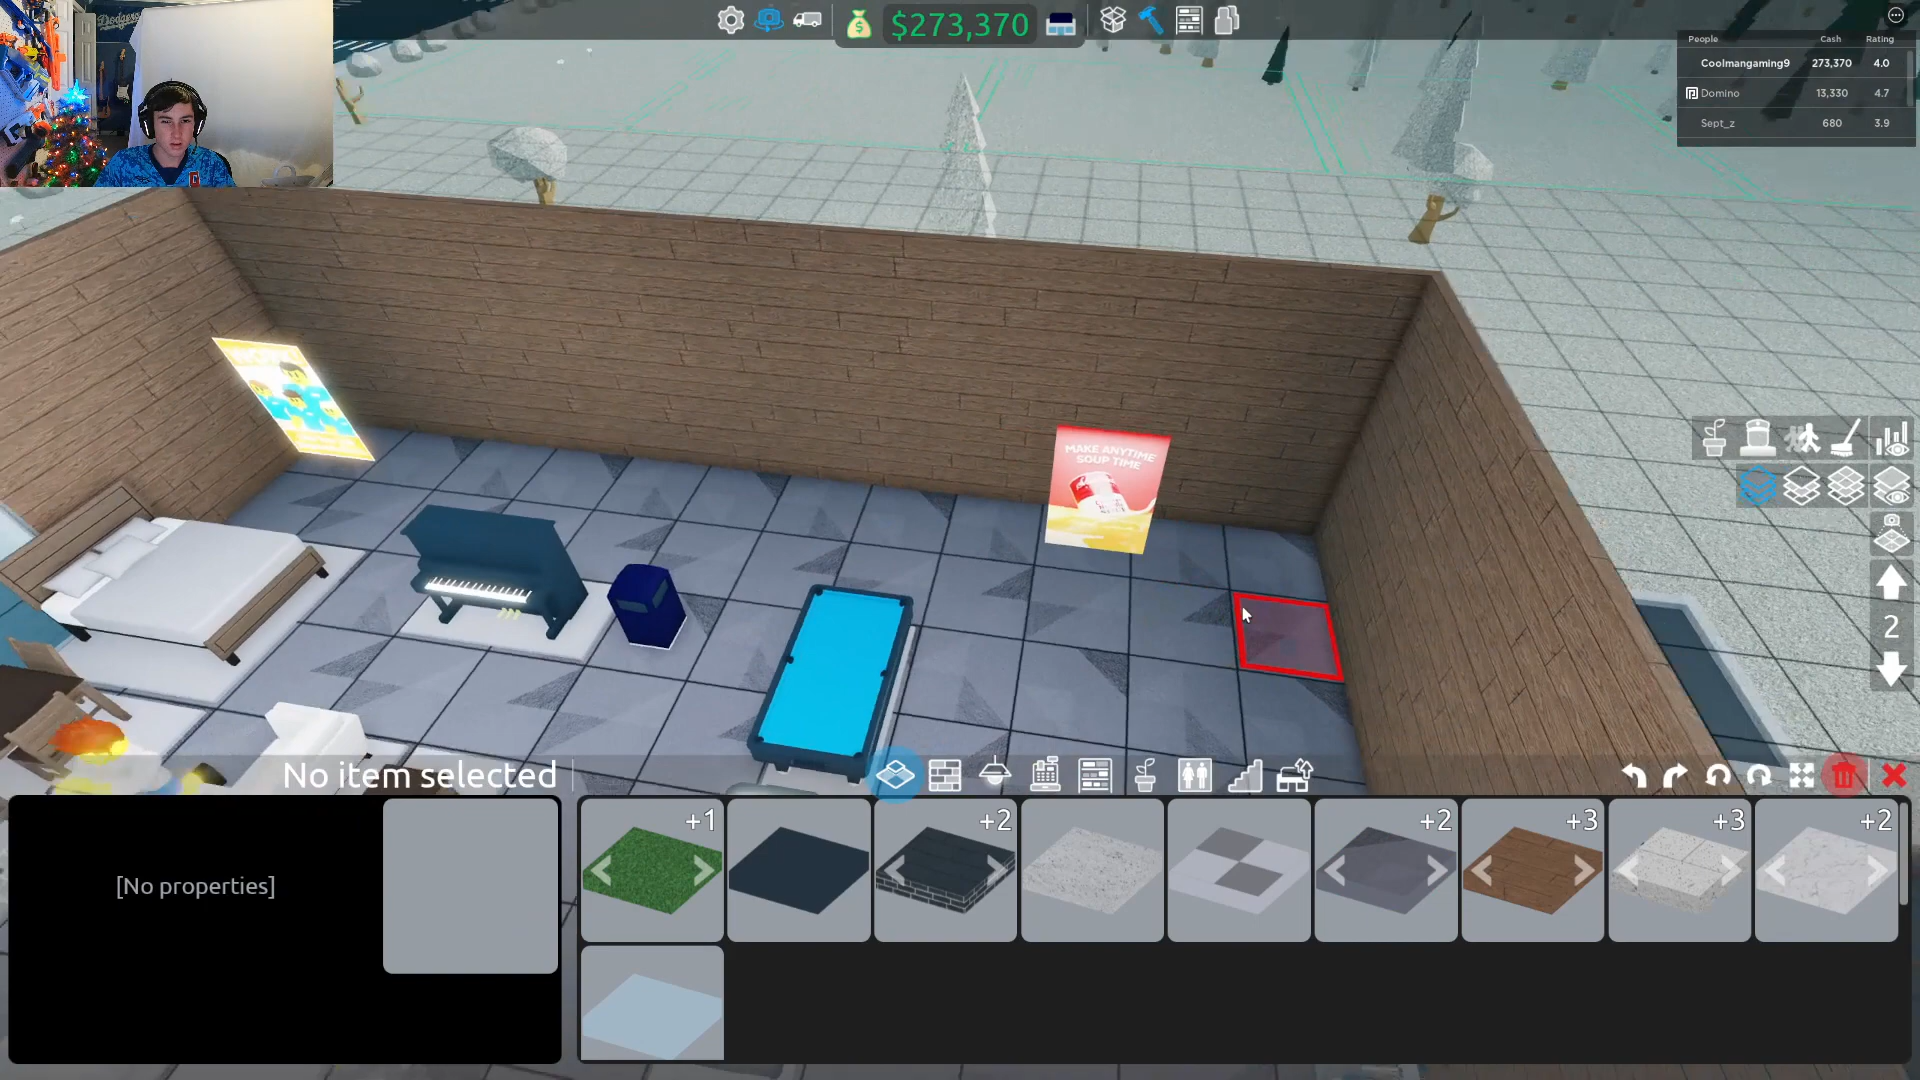 Dodgers
$273,370
People Cash Rating
Coolmangaming9 273,370 4.0
Domino 13,330 4.7
Sept_z 680 3.9
MAKE ANYTIME
SOUP TIME
2
No item selected
[No properties]
+1
+2
+2
+3
+3
+2